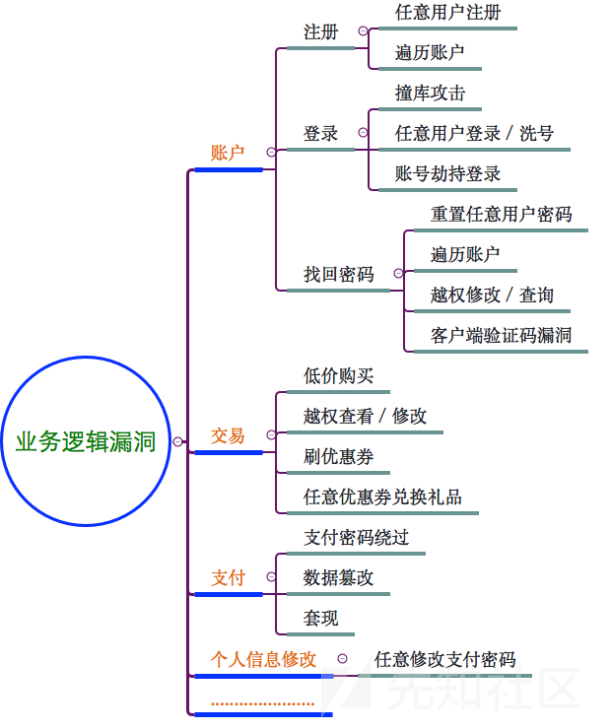 业务逻辑漏洞
账户
注册
任意用户注册
遍历账户
登录
撞库攻击
任意用户登录 / 洗号
账号劫持登录
找回密码
重置任意用户密码
遍历账户
越权修改 / 查询
客户端验证码漏洞
交易
低价购买
越权查看 / 修改
刷优惠券
任意优惠券兑换礼品
支付
支付密码绕过
数据篡改
套现
个人信息修改
任意修改支付密码
......................
先知社区